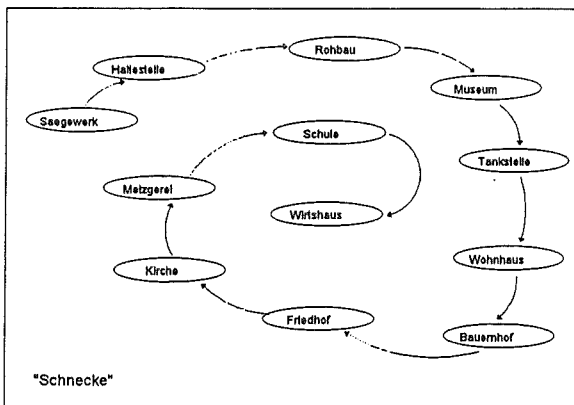 Rohbau
Haltestelle
Museum
Saegewerk
Schule
Tankstelle
Metzgerei
Wirtshaus
Wohnhaus
Kirche
Friedhof
Bauernhof
"Schnecke"